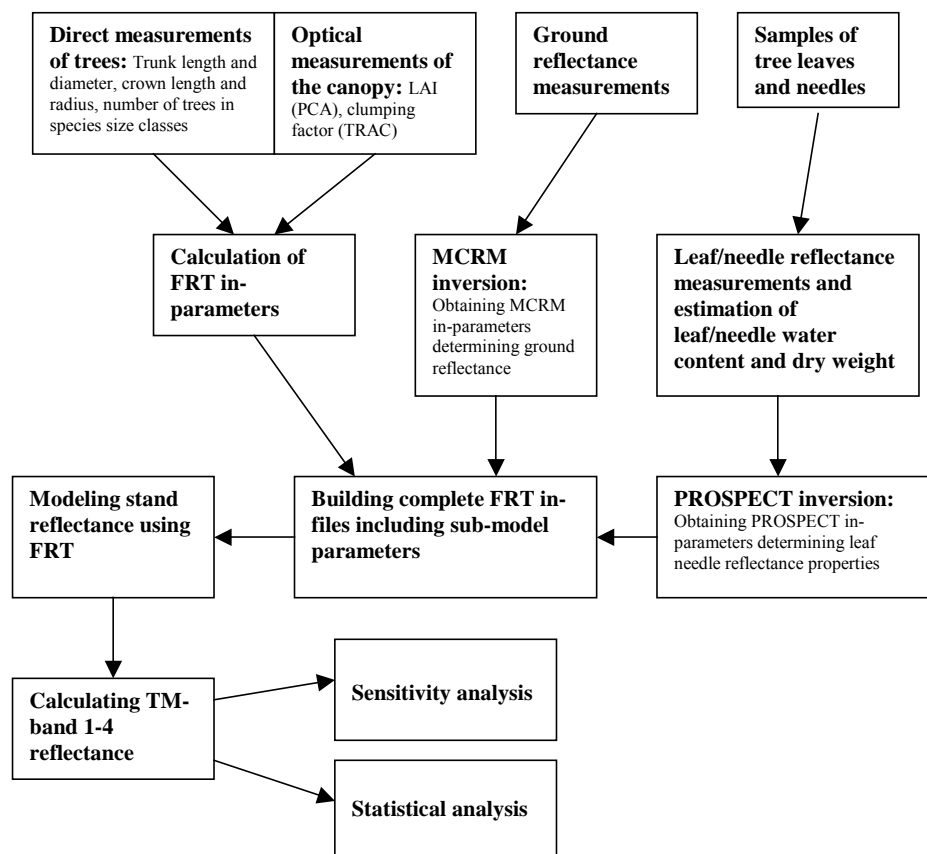 Direct measurements
of trees: Trunk length and
diameter, crown length and
radius, number of trees in
species size classes
Optical
measurements of
the canopy: LAI
(PCA), clumping
factor (TRAC)
Ground
reflectance
measurements
Samples of
tree leaves and
needles
Calculation of
FRT in-
parameters
MCRM
inversion:
Obtaining MCRM
in-parameters
determining ground
reflectance
Leaf/needle reflectance
measurements and
estimation of
leaf/needle water
content and dry weight
Modeling stand
reflectance using
FRT
Building complete FRT in-
files including sub-model
parameters
PROSPECT inversion:
Obtaining PROSPECT in-
parameters determining leaf
needle reflectance properties
Calculating TM-
band 1-4
reflectance
Sensitivity analysis
Statistical analysis